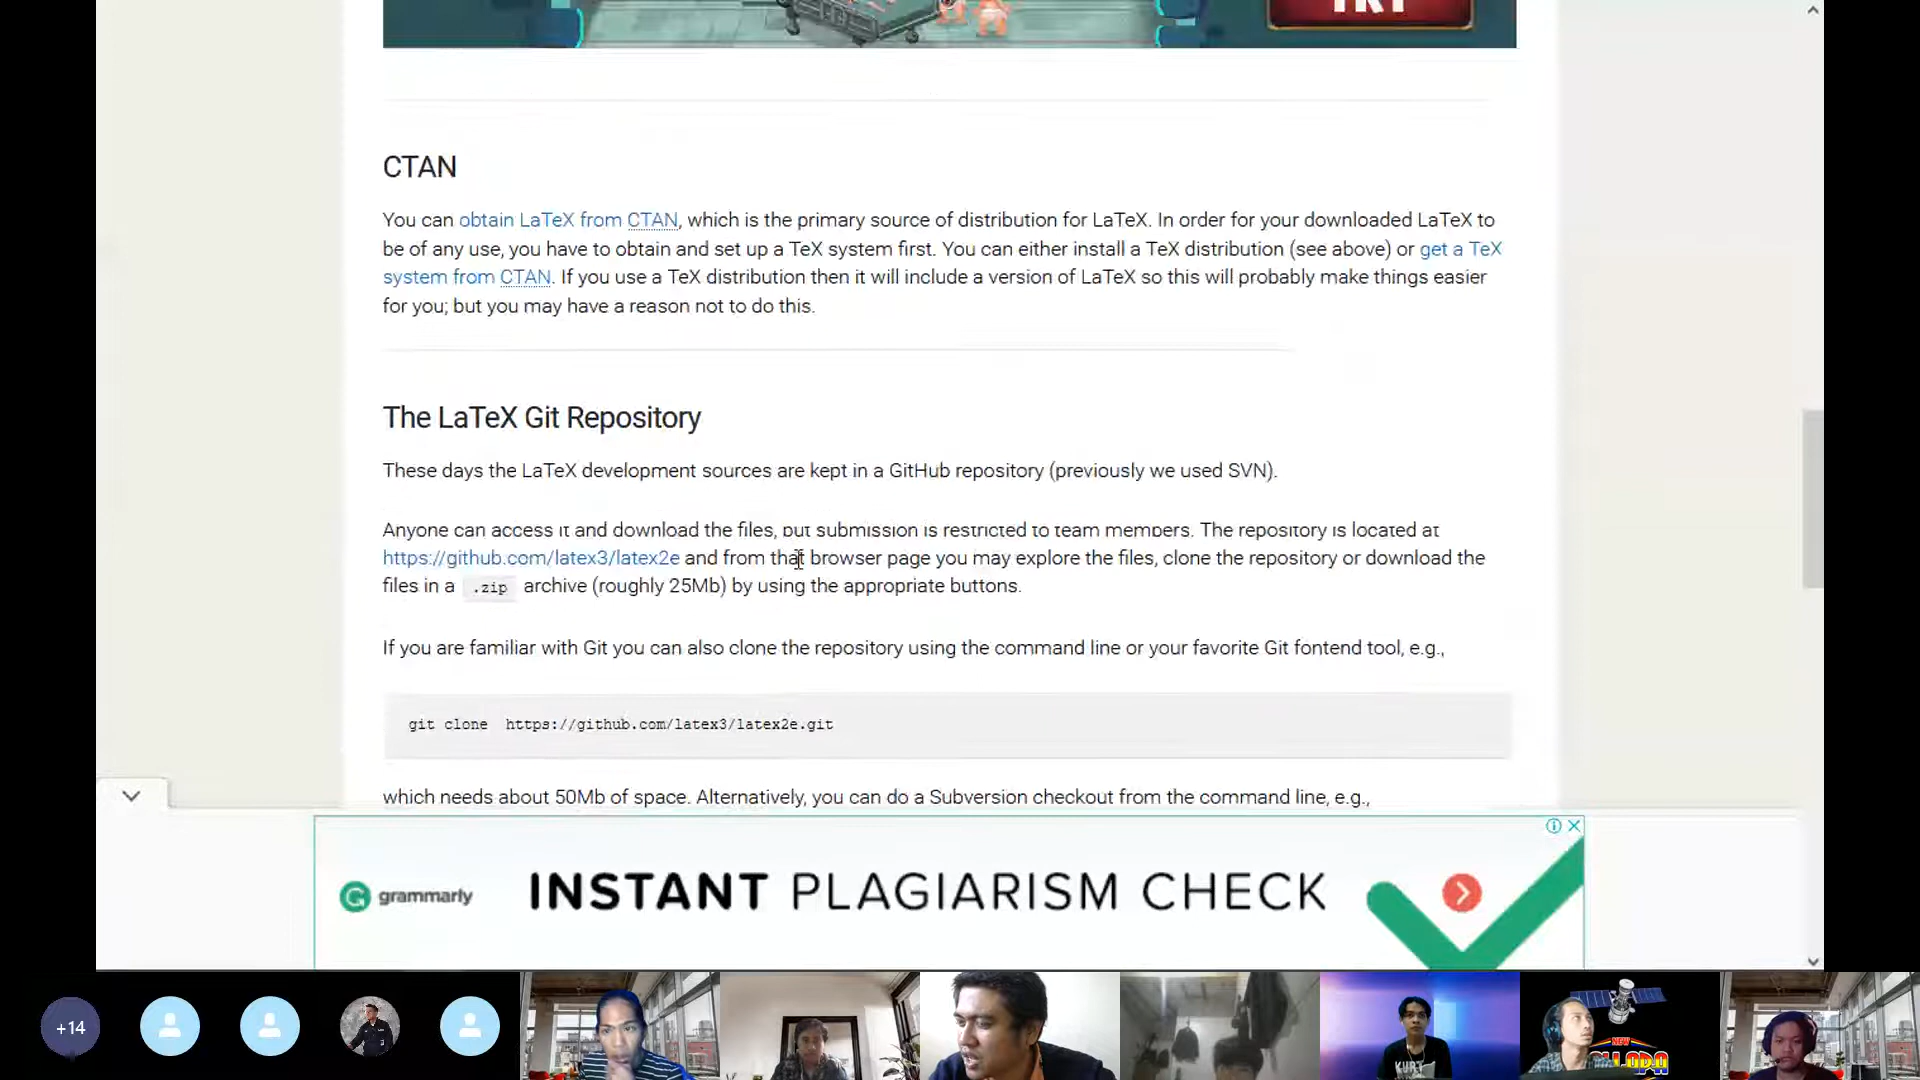 TRY
CTAN
You can obtain LaTeX from CTAN, which is the primary source of distribution for LaTeX. In order for your downloaded LaTeX to
be of any use, you have to obtain and set up a TeX system first. You can either install a TeX distribution (see above) or get a TeX
system from CTAN. If you use a TeX distribution then it will include a version of LaTeX so this will probably make things easier
for you; but you may have a reason not to do this.
The LaTeX Git Repository
These days the LaTeX development sources are kept in a GitHub repository (previously we used SVN).
Anyone can access it and download the files, but submission is restricted to team members. The repository is located at
https://github.com/latex3/latex2e and from that browser page you may explore the files, clone the repository or download the
files in a .zip archive (roughly 25Mb) by using the appropriate buttons.
If you are familiar with Git you can also clone the repository using the command line or your favorite Git fontend tool, e.g.,
git clone https://github.com/latex3/latex2e.git
which needs about 50Mb of space. Alternatively, you can do a Subversion checkout from the command line, e.g.,
grammarly
INSTANT PLAGIARISM CHECK
+14
KURT
NEW